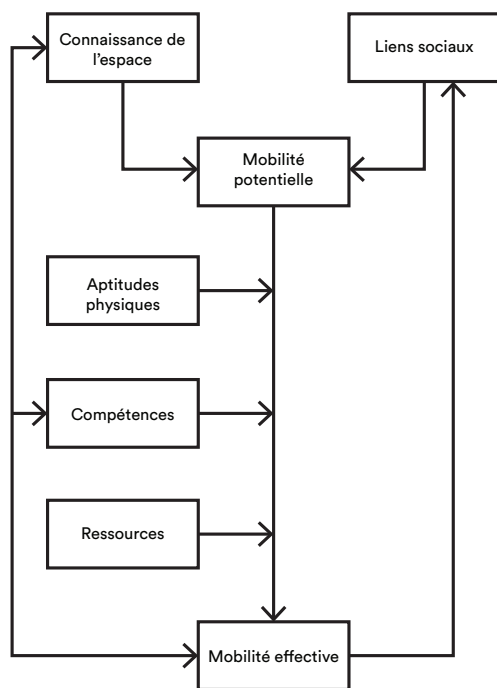 Connaissance de
l'espace
Liens sociaux
Mobilité
potentielle
Aptitudes
physiques
Compétences
Ressources
Mobilité effective